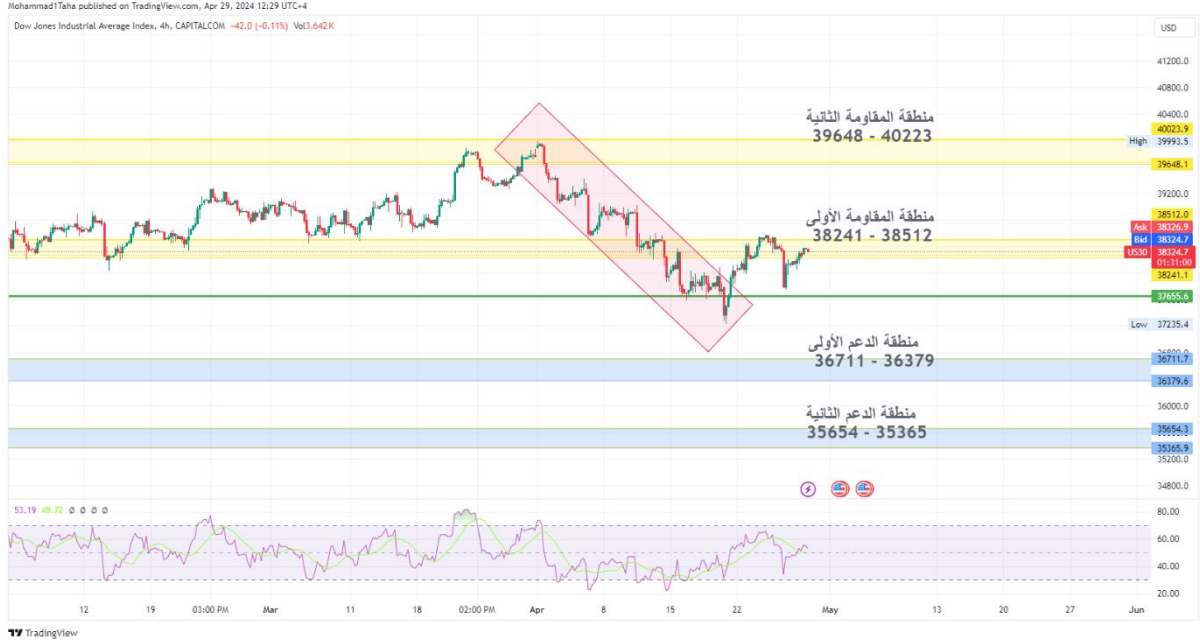 Mohammad1Taha published on TradingView.com, Apr 29, 2024 12:29 UTC+4
Dow Jones Industrial Average Index, 4h, CAPITALCOM −42.0 (−0.11%) Vol3.642K
USD
41200.0
40800.0
40400.0
40023.9
High 39993.5
39648.1
39200.0
38512.0
Ask 38326.9
Bid 38324.7
US30 38324.7
01:31:00
38241.1
37655.6
Low 37235.4
36800.0
36711.7
36379.6
36000.0
35654.3
35365.9
35200.0
34800.0
منطقة المقاومة الثانية
39648 - 40223
منطقة المقاومة الأولى
38241 - 38512
منطقة الدعم الأولى
36711 - 36379
منطقة الدعم الثانية
35654 - 35365
53.19 49.72 Ø Ø Ø Ø
80.00
60.00
40.00
20.00
12 19 03:00 PM Mar 11 18 02:00 PM Apr 8 15 22 May 13 20 27 Jun
TradingView